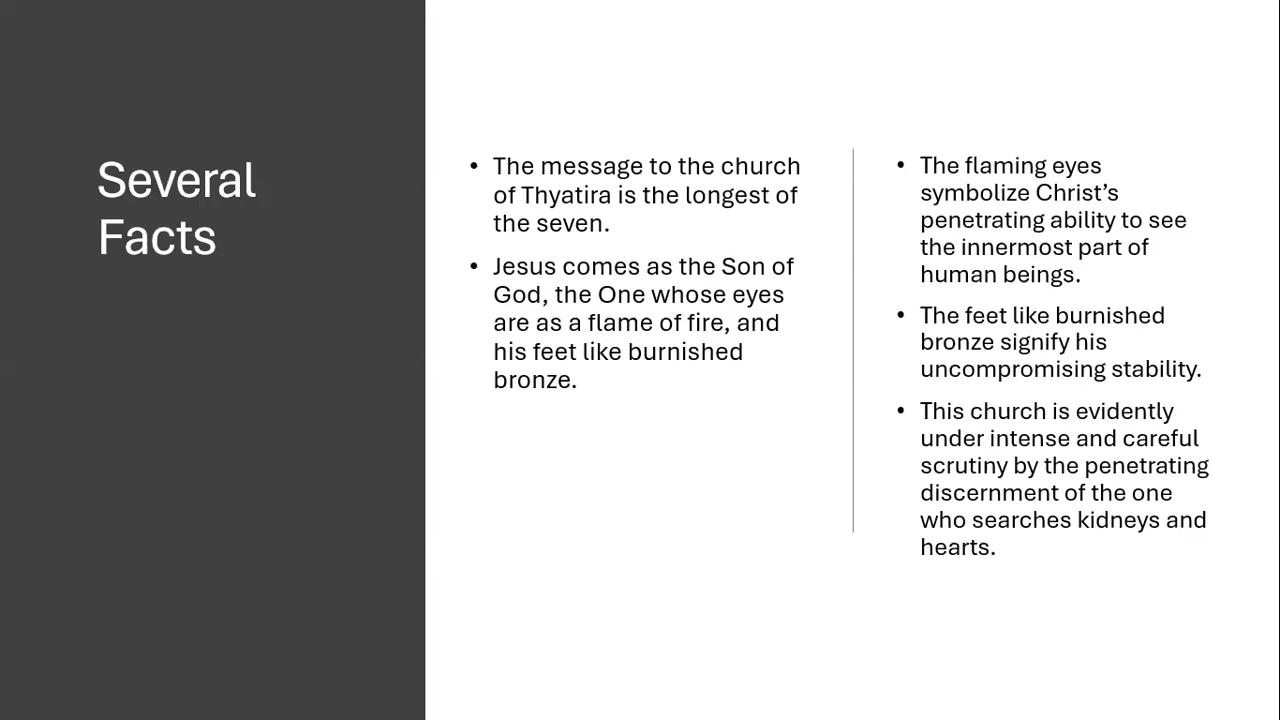 Several
Facts
• The message to the church
of Thyatira is the longest of
the seven.
• Jesus comes as the Son of
God, the One whose eyes
are as a flame of fire, and
his feet like burnished
bronze.
• The flaming eyes
symbolize Christ’s
penetrating ability to see
the innermost part of
human beings.
• The feet like burnished
bronze signify his
uncompromising stability.
• This church is evidently
under intense and careful
scrutiny by the penetrating
discernment of the one
who searches kidneys and
hearts.